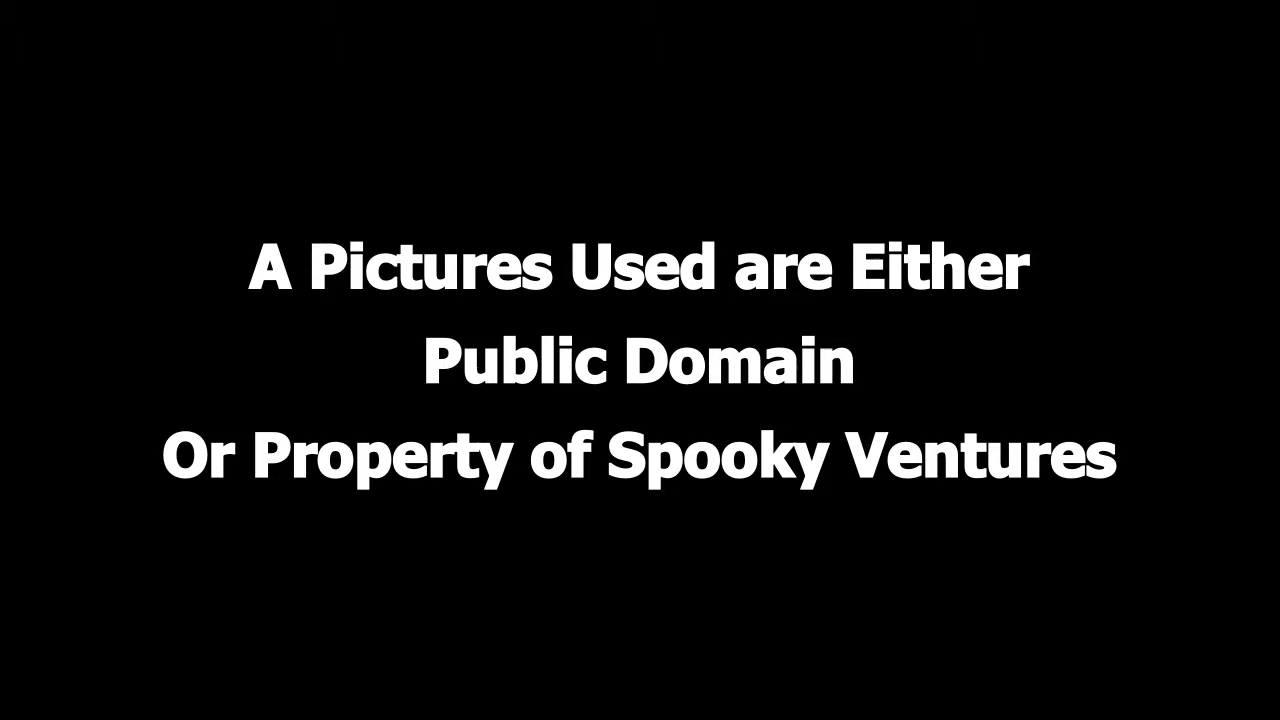 A Pictures Used are Either
Public Domain
Or Property of Spooky Ventures